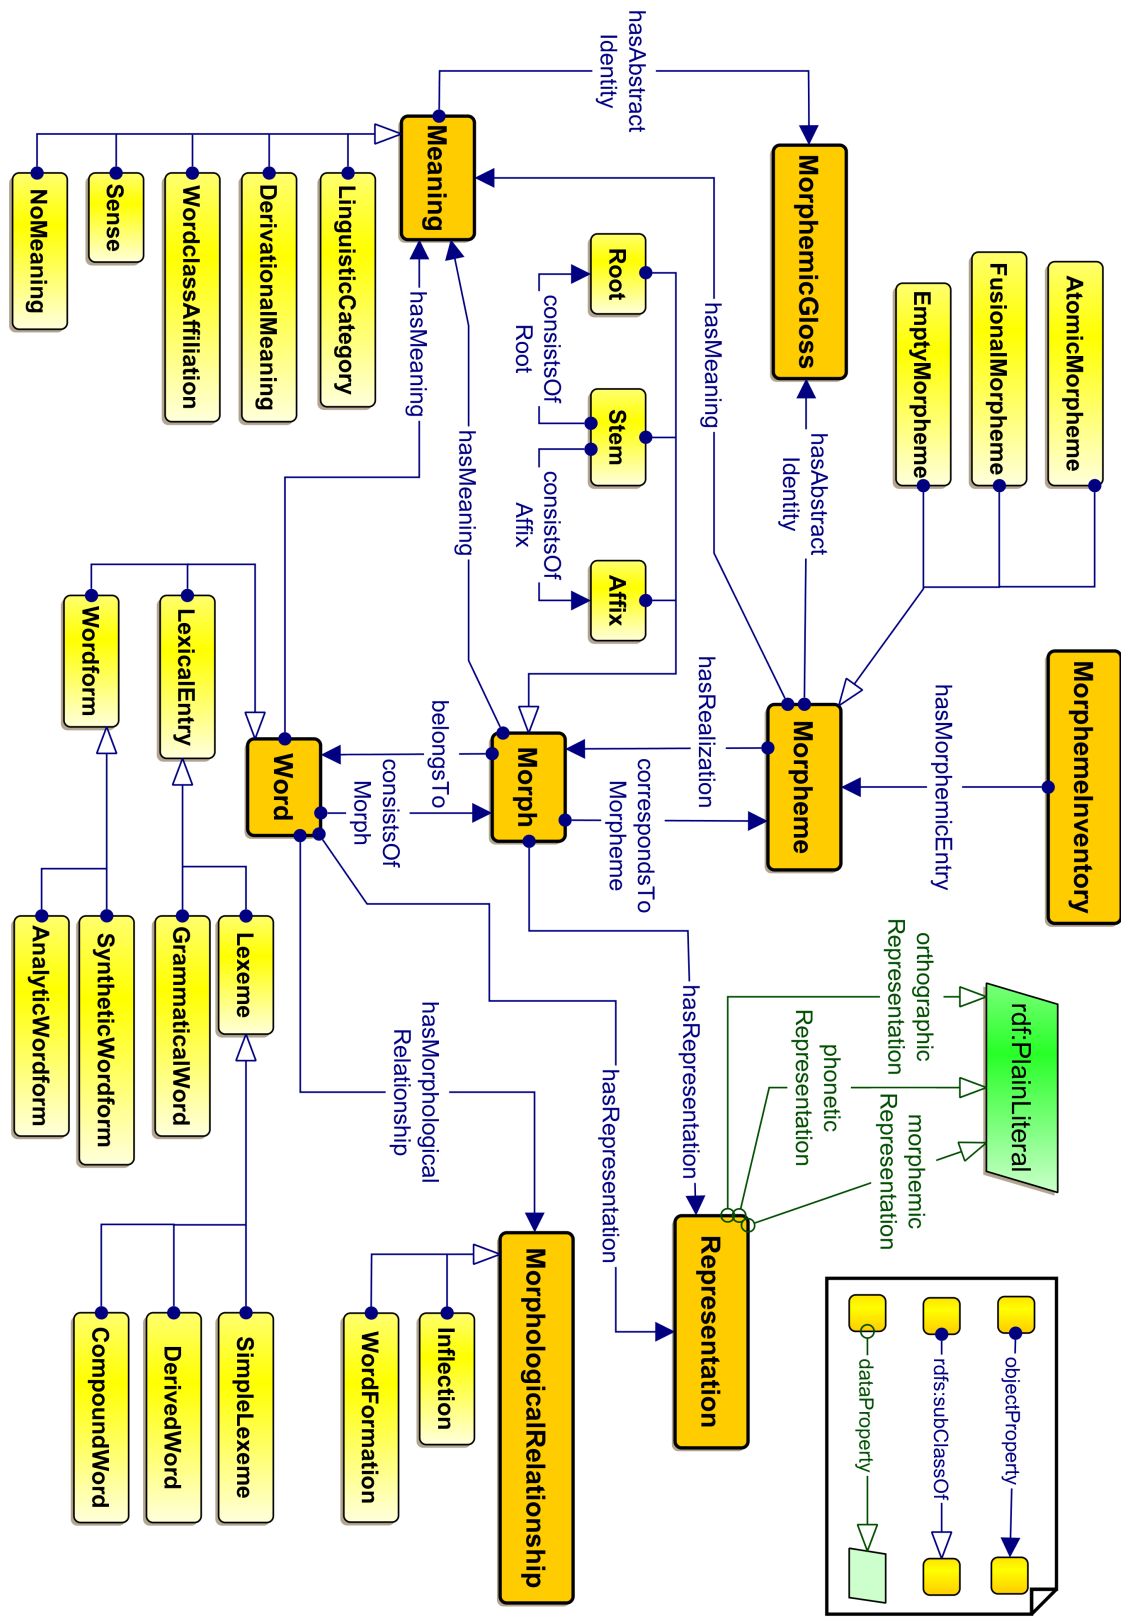 MorphemeInventory
hasMorphemicEntry
AtomicMorpheme
FusionalMorpheme
EmptyMorpheme
Morpheme
MorphemicGloss
hasAbstract
Identity
hasAbstract
Identity
hasMeaning
hasRealization
correspondsTo
Morpheme
Root
Stem
Affix
consistsOf
Root
consistsOf
Affix
Morph
Meaning
hasMeaning
hasMeaning
LinguisticCategory
DerivationalMeaning
WordclassAffiliation
Sense
NoMeaning
belongsTo
consistsOf
Morph
Word
LexicalEntry
Wordform
Lexeme
GrammaticalWord
SyntheticWordform
AnalyticWordform
SimpleLexeme
DerivedWord
CompoundWord
hasMorphological
Relationship
MorphologicalRelationship
Inflection
WordFormation
hasRepresentation
hasRepresentation
Representation
orthographic
Representation
phonetic
Representation
morphemic
Representation
rdf:PlainLiteral
objectProperty
rdfs:subClassOf
dataProperty